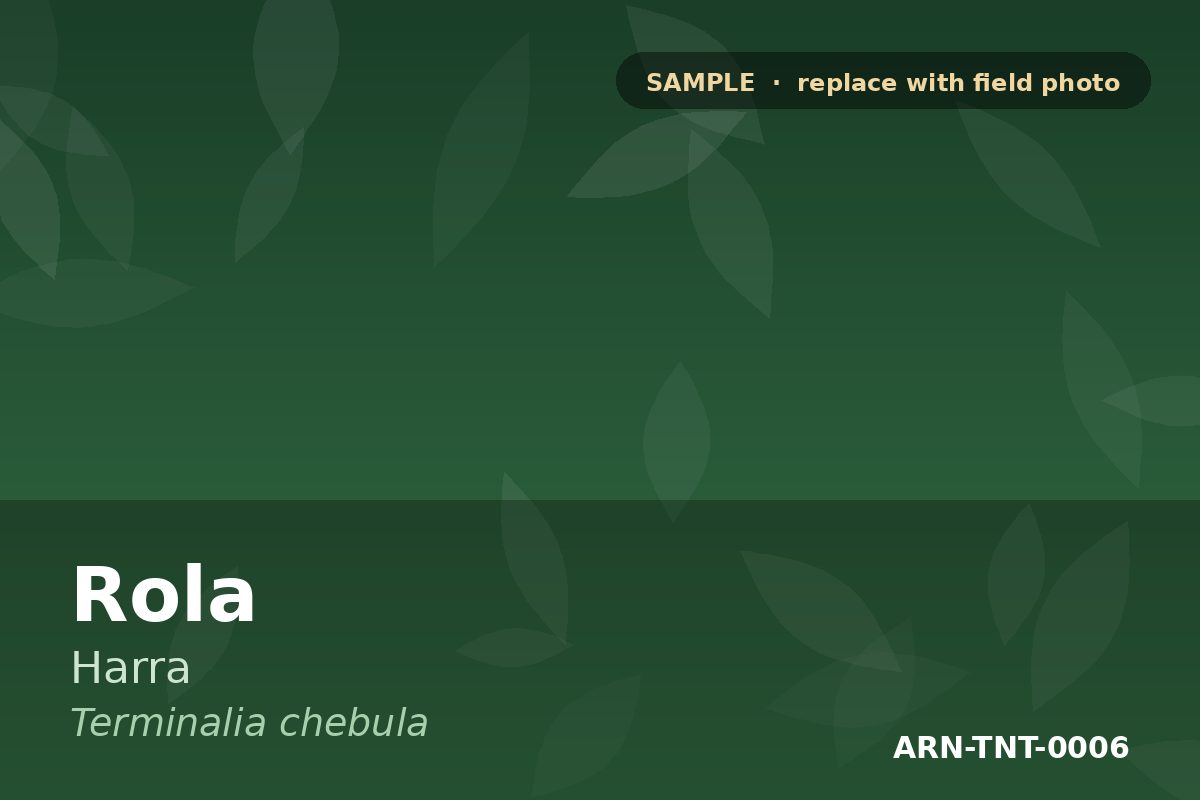 SAMPLE · replace with field photo
Rola
Harra
Terminalia chebula
ARN-TNT-0006